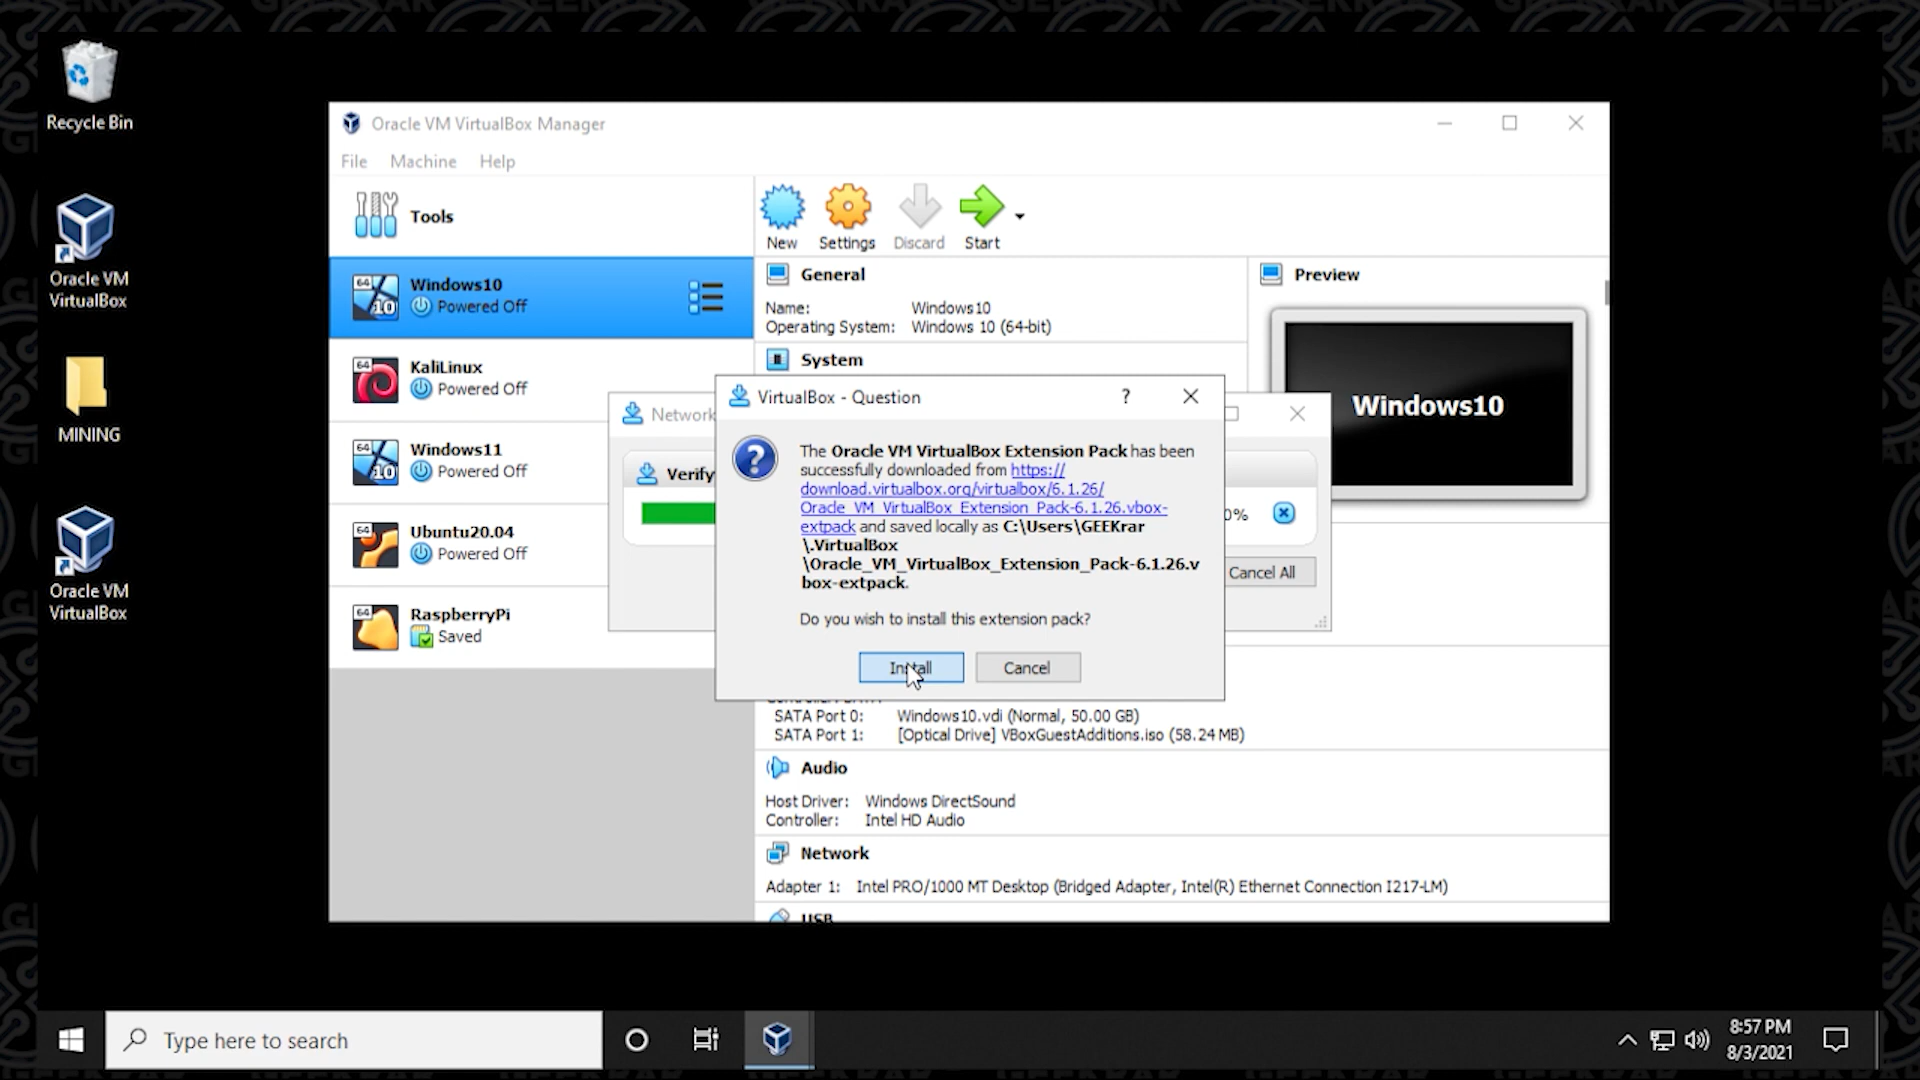 Recycle Bin
Oracle VM
VirtualBox
MINING
Oracle VM
VirtualBox
Oracle VM VirtualBox Manager
File Machine Help
Tools
New Settings Discard Start
64
10
Windows10
Powered Off
64
KaliLinux
Powered Off
64
10
Windows11
Powered Off
64
Ubuntu20.04
Powered Off
64
RaspberryPi
Saved
General
Name: Windows10
Operating System: Windows 10 (64-bit)
System
Preview
Windows10
Network
Verify
0%
Cancel All
VirtualBox - Question
?
The Oracle VM VirtualBox Extension Pack has been
successfully downloaded from https://
download.virtualbox.org/virtualbox/6.1.26/
Oracle_VM_VirtualBox_Extension_Pack-6.1.26.vbox-
extpack and saved locally as C:\Users\GEEKrar
\.VirtualBox
\Oracle_VM_VirtualBox_Extension_Pack-6.1.26.v
box-extpack.
Do you wish to install this extension pack?
Install Cancel
SATA Port 0: Windows10.vdi (Normal, 50.00 GB)
SATA Port 1: [Optical Drive] VBoxGuestAdditions.iso (58.24 MB)
Audio
Host Driver: Windows DirectSound
Controller: Intel HD Audio
Network
Adapter 1: Intel PRO/1000 MT Desktop (Bridged Adapter, Intel(R) Ethernet Connection I217-LM)
USB
Type here to search
8:57 PM
8/3/2021